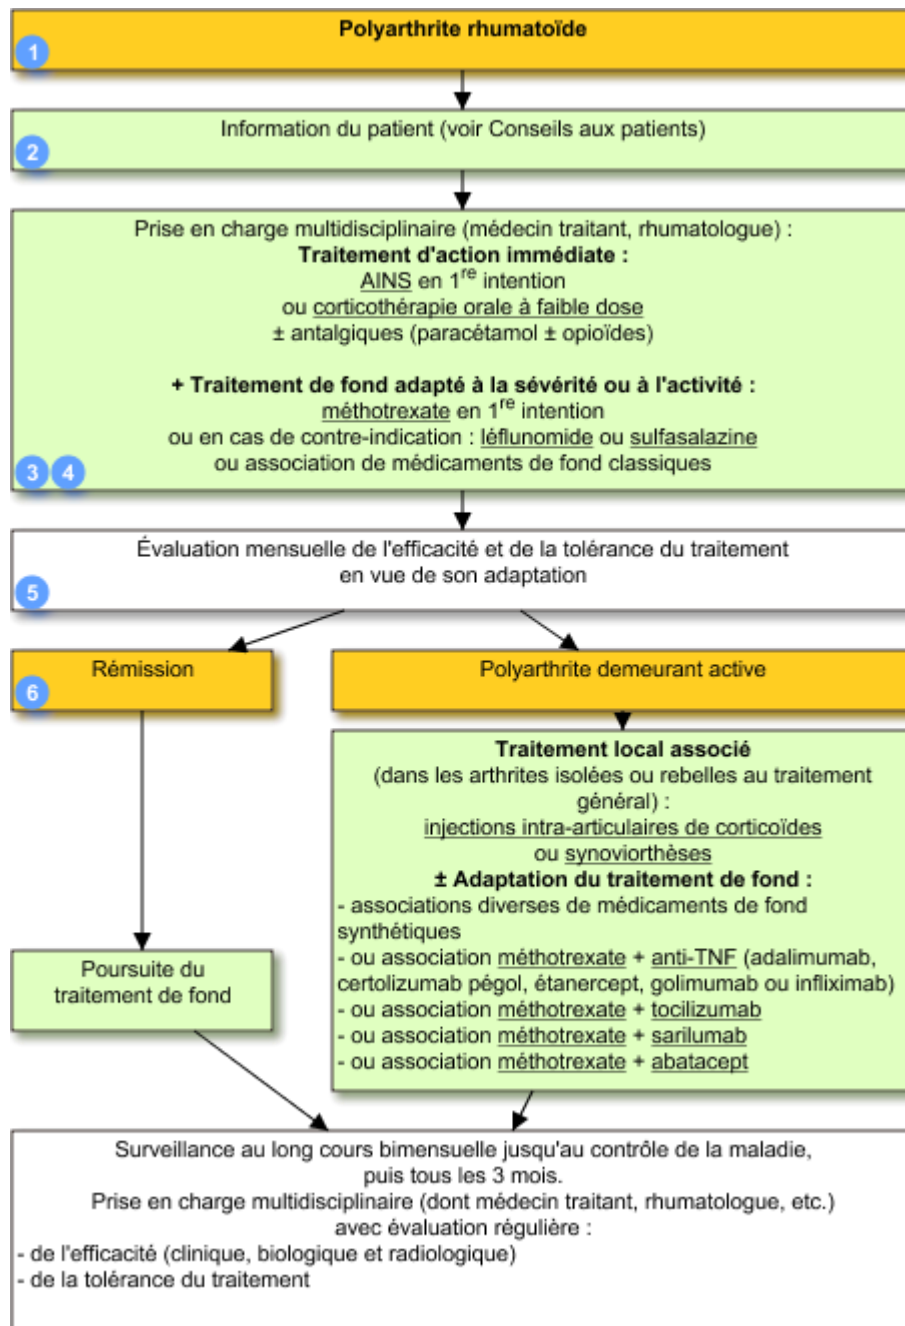 Polyarthrite rhumatoïde
1
Information du patient (voir Conseils aux patients)
2
Prise en charge multidisciplinaire (médecin traitant, rhumatologue) :
Traitement d'action immédiate :
AINS en 1re intention
ou corticothérapie orale à faible dose
± antalgiques (paracétamol ± opioïdes)
+ Traitement de fond adapté à la sévérité ou à l'activité :
méthotrexate en 1re intention
ou en cas de contre-indication : léflunomide ou sulfasalazine
ou association de médicaments de fond classiques
3 4
Évaluation mensuelle de l'efficacité et de la tolérance du traitement
en vue de son adaptation
5
Rémission
6
Polyarthrite demeurant active
Traitement local associé
(dans les arthrites isolées ou rebelles au traitement
général) :
injections intra-articulaires de corticoïdes
ou synoviorthèses
± Adaptation du traitement de fond :
- associations diverses de médicaments de fond
synthétiques
- ou association méthotrexate + anti-TNF (adalimumab,
certolizumab pégol, étanercept, golimumab ou infliximab)
- ou association méthotrexate + tocilizumab
- ou association méthotrexate + sarilumab
- ou association méthotrexate + abatacept
Poursuite du
traitement de fond
Surveillance au long cours bimensuelle jusqu'au contrôle de la maladie,
puis tous les 3 mois.
Prise en charge multidisciplinaire (dont médecin traitant, rhumatologue, etc.)
avec évaluation régulière :
- de l'efficacité (clinique, biologique et radiologique)
- de la tolérance du traitement